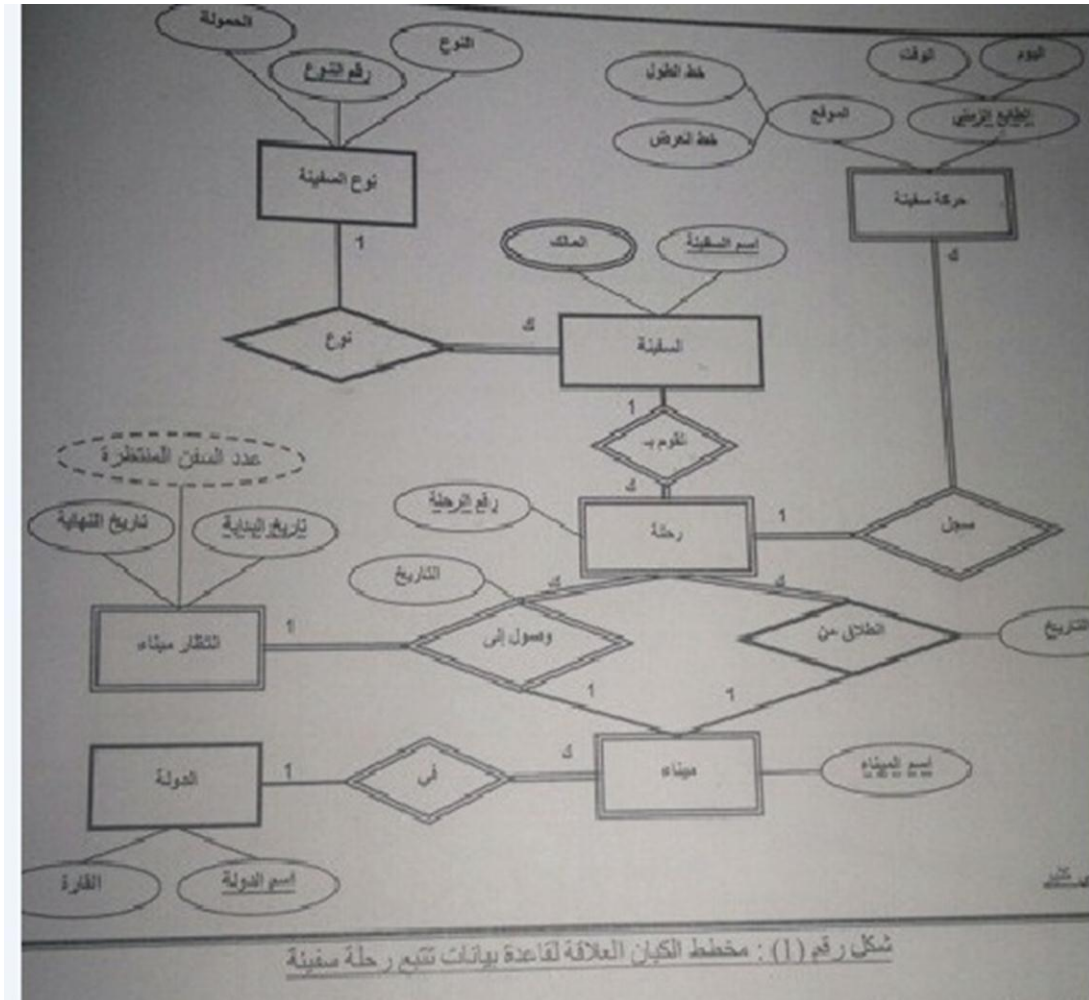 الحمولة
رقم النوع
النوع
خط الطول
خط العرض
الموقع
الوقت
اليوم
الطابع الزمني
نوع السفينة
حركة سفينة
1
ك
المالك
اسم السفينة
نوع
ك
السفينة
1
تقوم بـ
ك
عدد السفن المنتظرة
تاريخ النهاية
تاريخ البداية
رقم الرحلة
رحلة
1
سجل
التاريخ
ك
ك
انتظار ميناء
1
وصول إلى
انطلاق من
التاريخ
1
1
الدولة
1
في
ك
ميناء
اسم الميناء
القارة
اسم الدولة
كثير
شكل رقم (1) : مخطط الكيان العلاقة لقاعدة بيانات تتبع رحلة سفينة